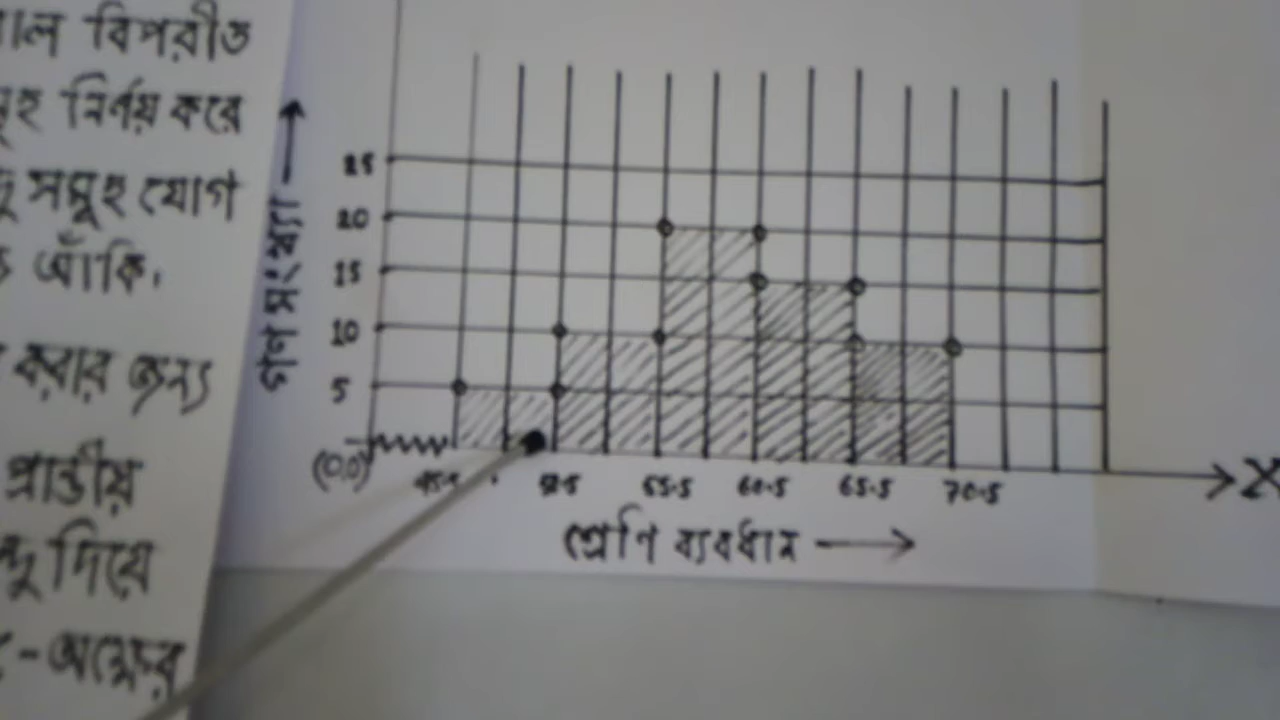 বিপরীত
নির্ণয় করে
সমূহ যোগ
আঁকি।
করার জন্য
প্রান্তীয়
দিয়ে
-অক্ষের
গণ সংখ্যা
25
20
15
10
5
(0,0)
55.5 60.5 65.5 70.5
X
শ্রেণি ব্যবধান